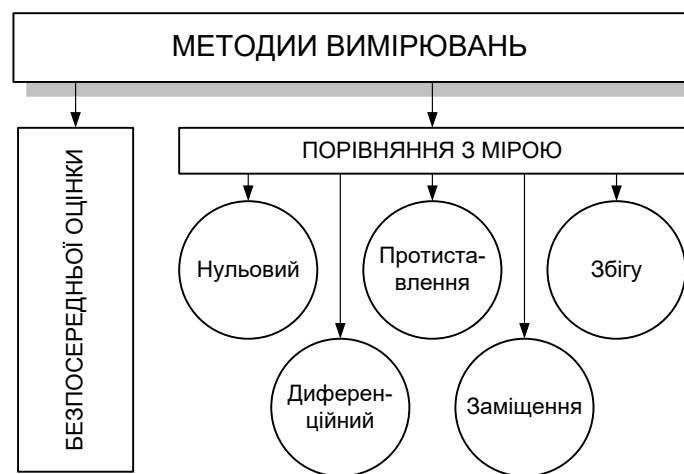 МЕТОДИИ ВИМІРЮВАНЬ
БЕЗПОСЕРЕДНЬОЇ ОЦІНКИ
ПОРІВНЯННЯ З МІРОЮ
Нульовий
Протиста-
влення
Збігу
Диферен-
ційний
Заміщення